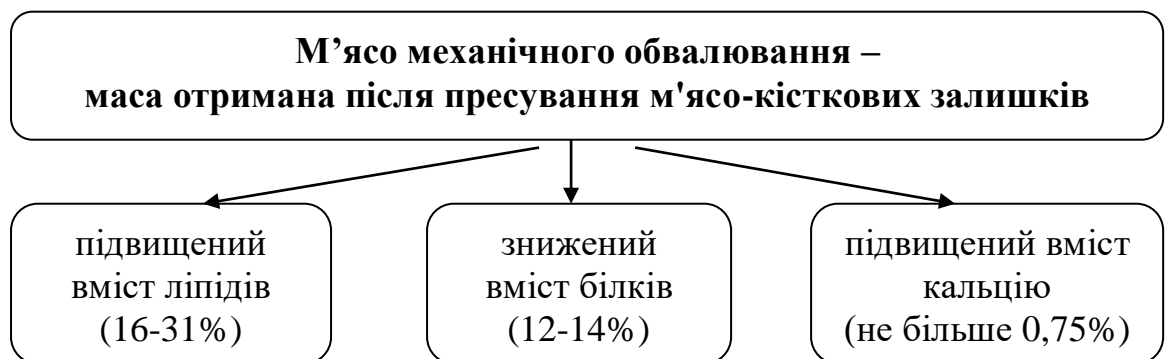 М’ясо механічного обвалювання –
маса отримана після пресування м'ясо-кісткових залишків
підвищений
вміст ліпідів
(16-31%)
знижений
вміст білків
(12-14%)
підвищений вміст
кальцію
(не більше 0,75%)